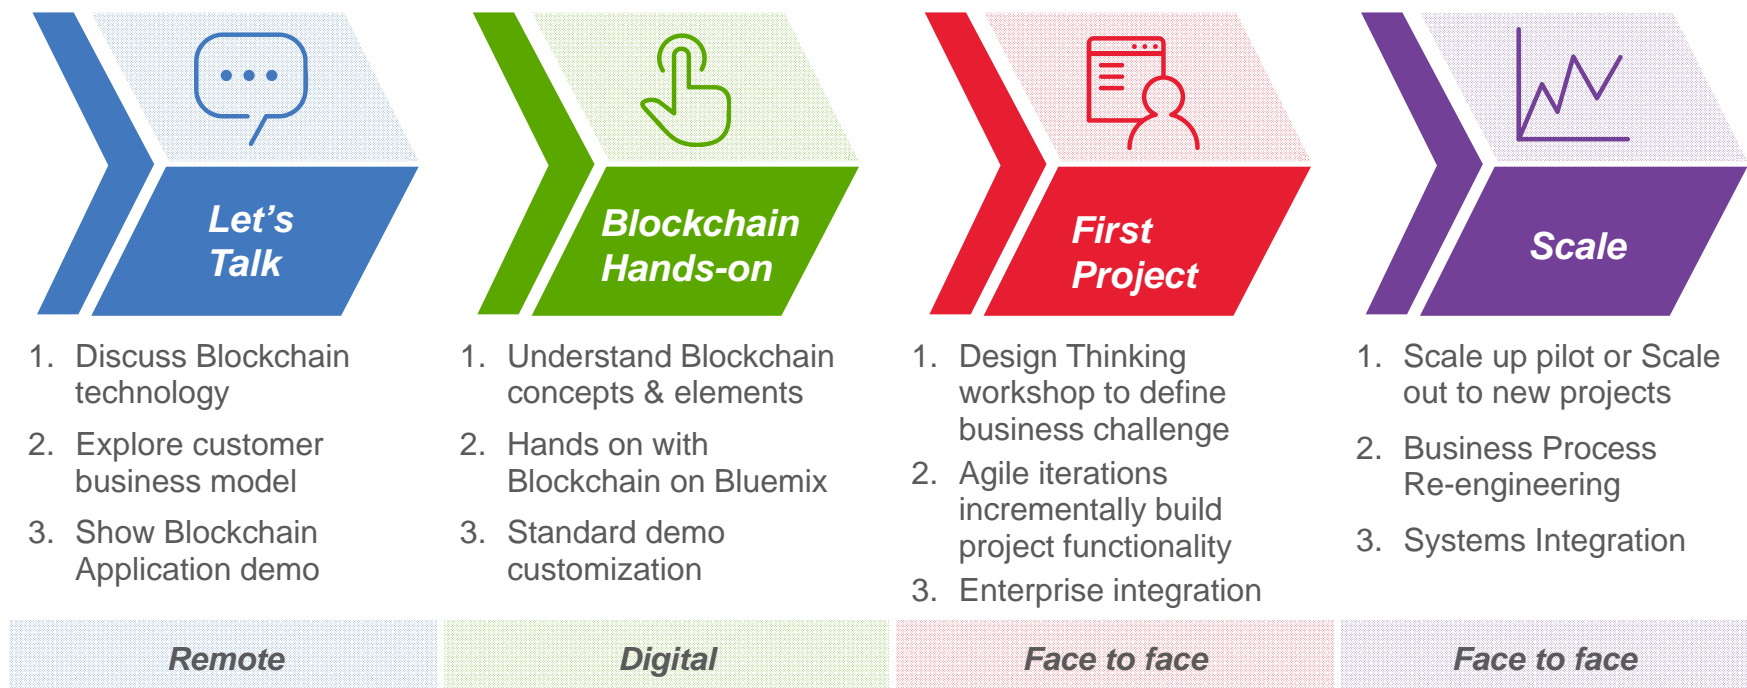 Let's
Talk
1. Discuss Blockchain
technology
2. Explore customer
business model
3. Show Blockchain
Application demo
Remote
Blockchain
Hands-on
1. Understand Blockchain
concepts & elements
2. Hands on with
Blockchain on Bluemix
3. Standard demo
customization
Digital
First
Project
1. Design Thinking
workshop to define
business challenge
2. Agile iterations
incrementally build
project functionality
3. Enterprise integration
Face to face
Scale
1. Scale up pilot or Scale
out to new projects
2. Business Process
Re-engineering
3. Systems Integration
Face to face